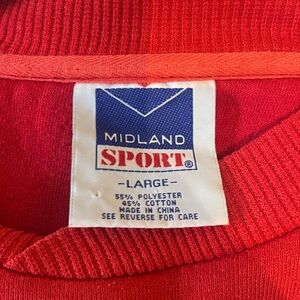 MIDLAND
SPORT®
--LARGE--
55% POLYESTER
45% COTTON
MADE IN CHINA
SEE REVERSE FOR CARE